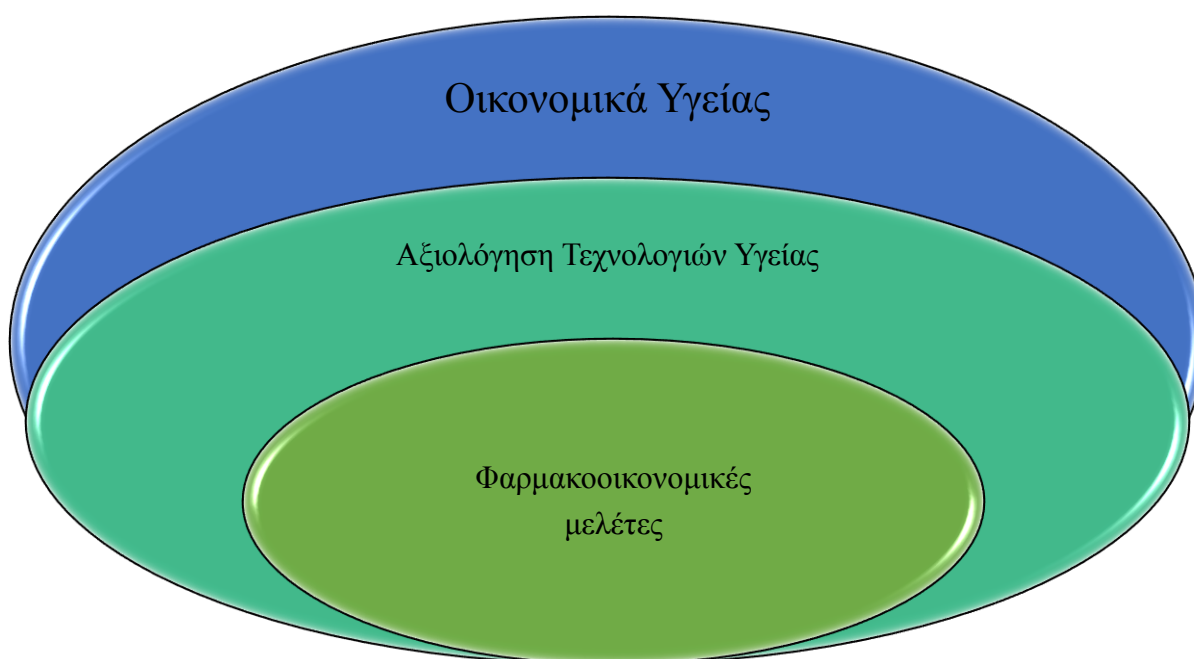 Οικονομικά Υγείας
Αξιολόγηση Τεχνολογιών Υγείας
Φαρμακοοικονομικές
μελέτες